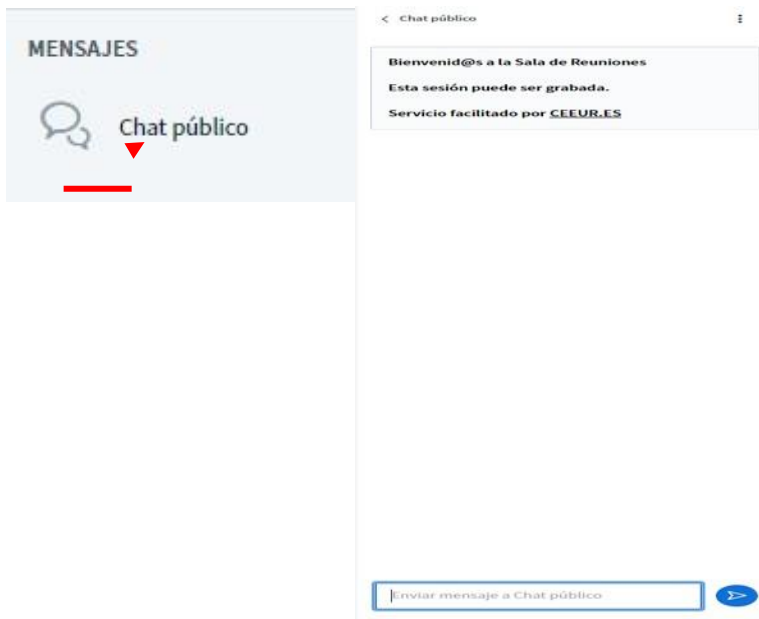 MENSAJES
Chat público
Chat público
Bienvenid@s a la Sala de Reuniones
Esta sesión puede ser grabada.
Servicio facilitado por CEEUR.ES
Enviar mensaje a Chat público